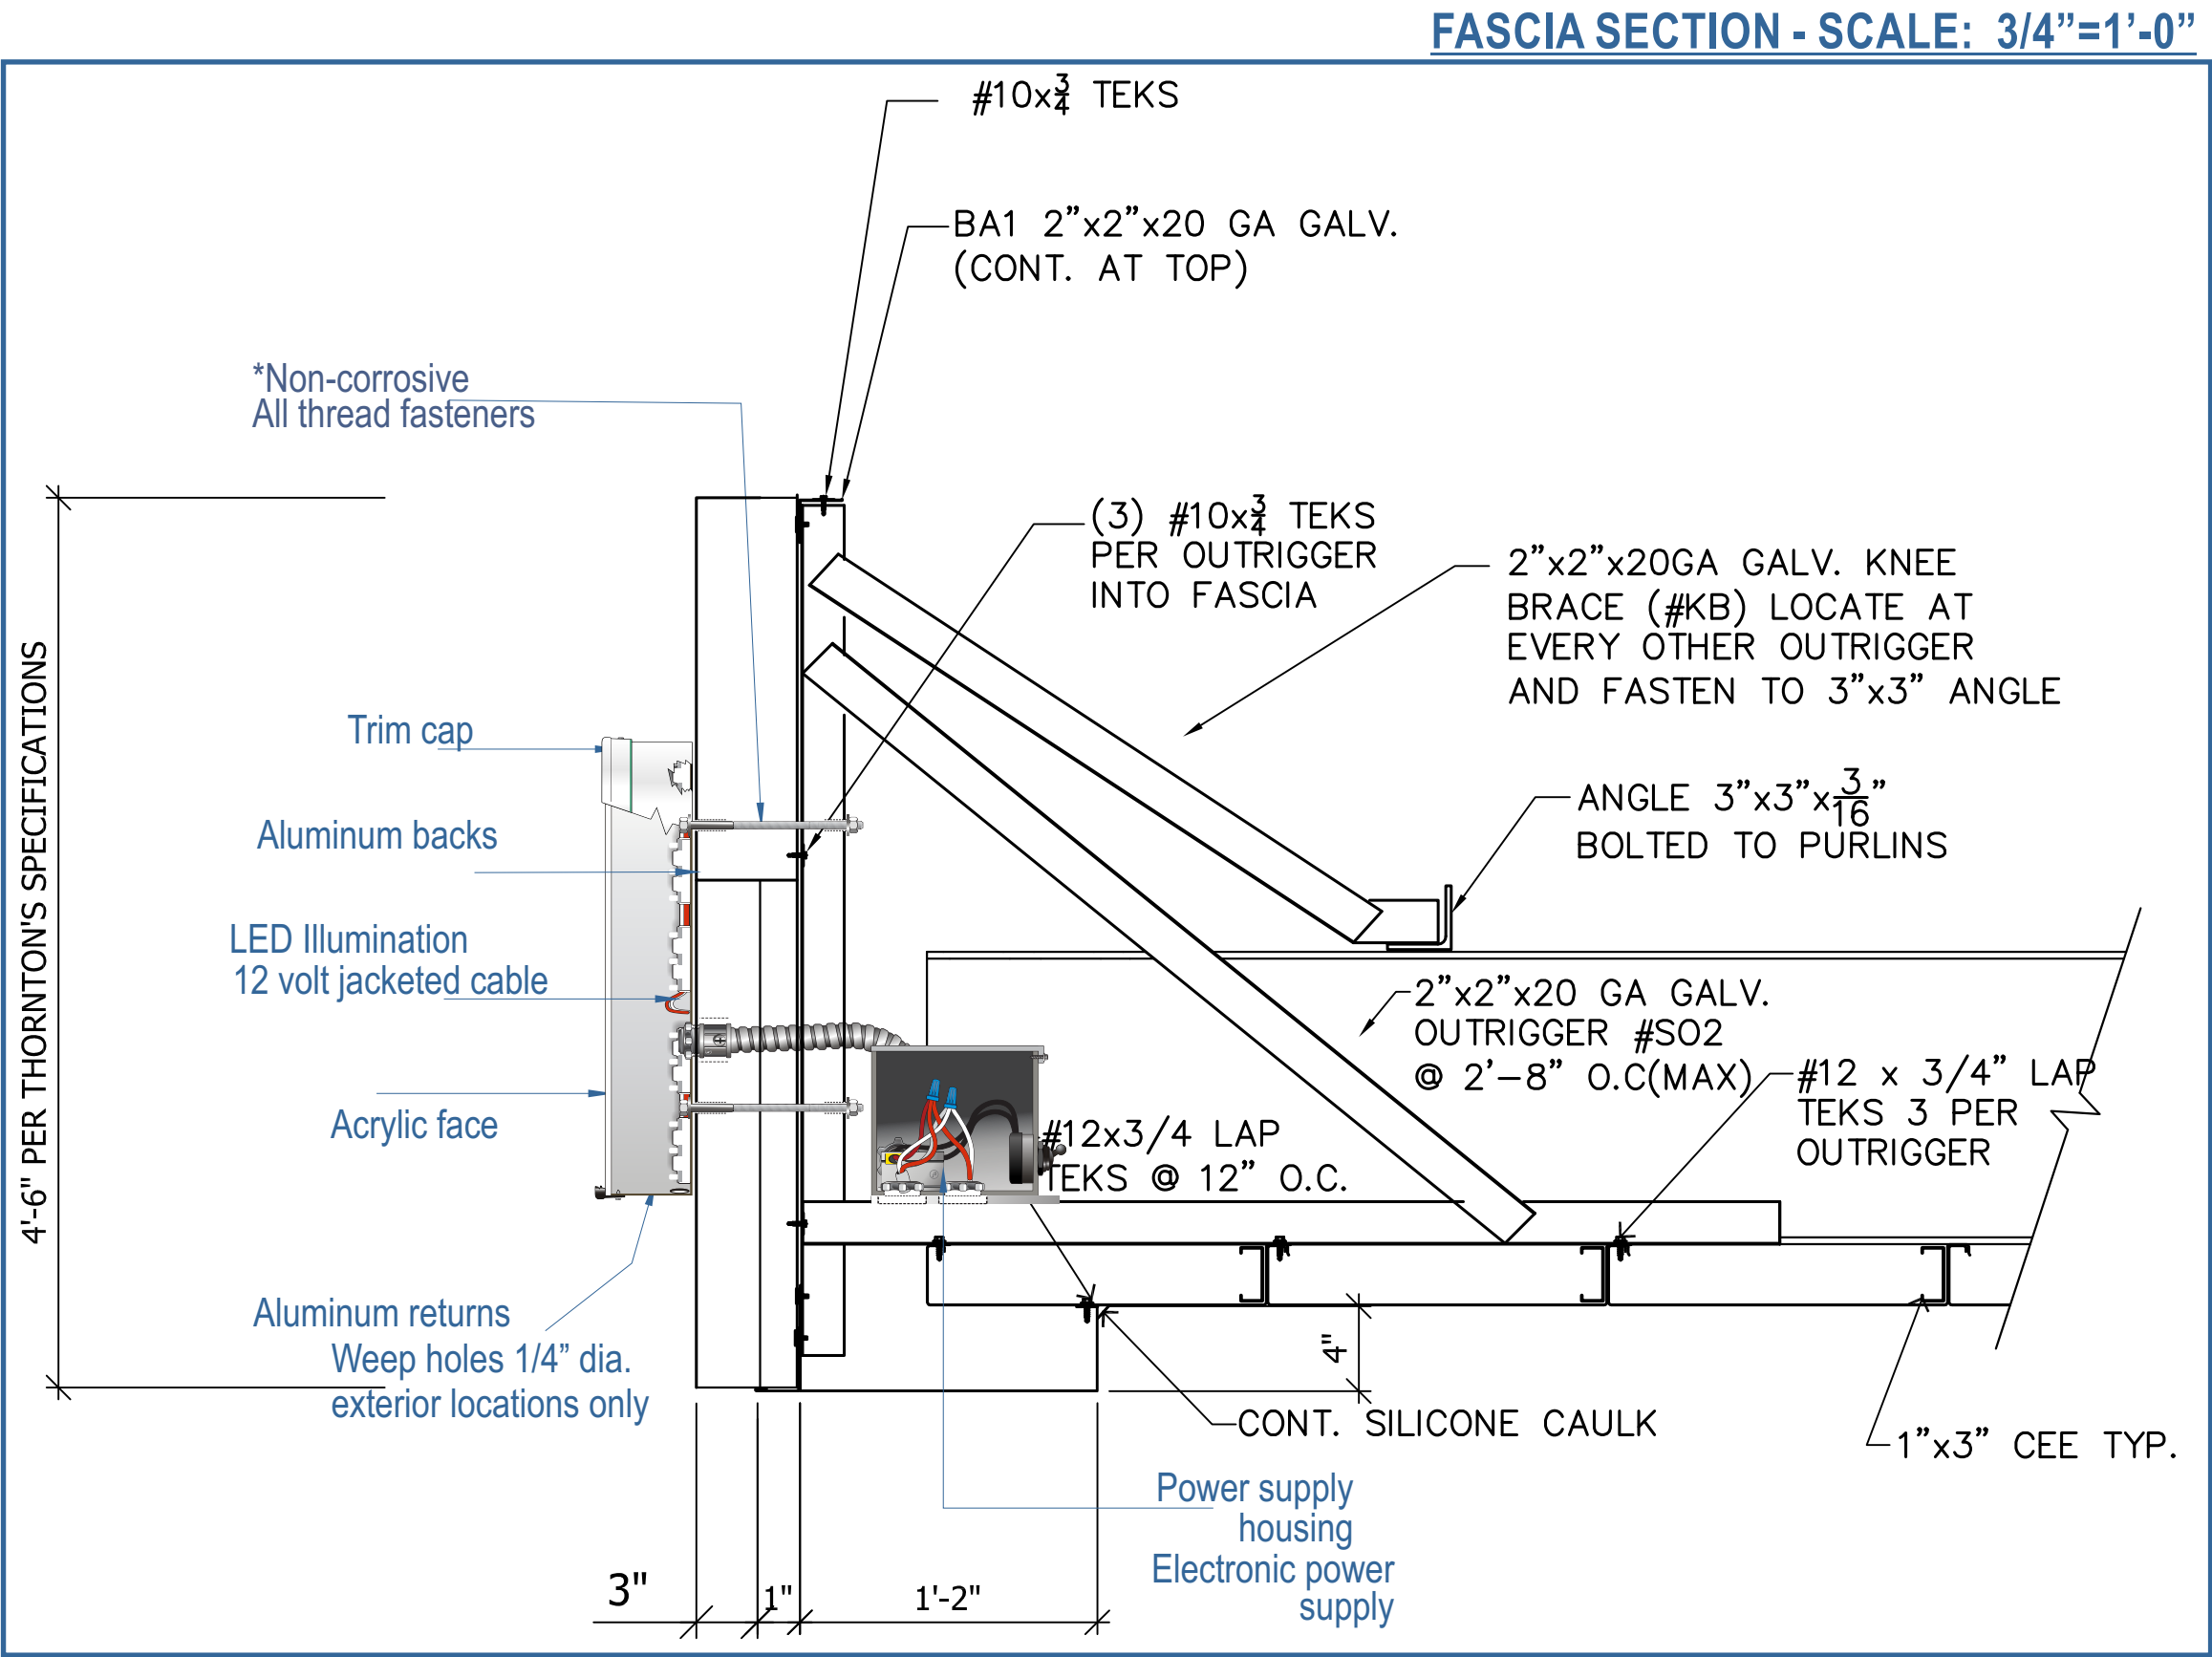 FASCIA SECTION - SCALE: 3/4”=1’-0”
#10x3/4 TEKS
BA1 2”x2”x20 GA GALV.
(CONT. AT TOP)
*Non-corrosive
All thread fasteners
(3) #10x3/4 TEKS
PER OUTRIGGER
INTO FASCIA
2”x2”x20GA GALV. KNEE
BRACE (#KB) LOCATE AT
EVERY OTHER OUTRIGGER
AND FASTEN TO 3”x3” ANGLE
4'-6" PER THORNTON'S SPECIFICATIONS
Trim cap
ANGLE 3”x3”x3/16”
BOLTED TO PURLINS
Aluminum backs
LED Illumination
12 volt jacketed cable
2”x2”x20 GA GALV.
OUTRIGGER #SO2
@ 2’-8” O.C(MAX)
#12 x 3/4” LAP
TEKS 3 PER
OUTRIGGER
Acrylic face
#12x3/4 LAP
TEKS @ 12” O.C.
Aluminum returns
Weep holes 1/4” dia.
exterior locations only
4"
CONT. SILICONE CAULK
1”x3” CEE TYP.
Power supply
housing
Electronic power
supply
3"
1"
1'-2"